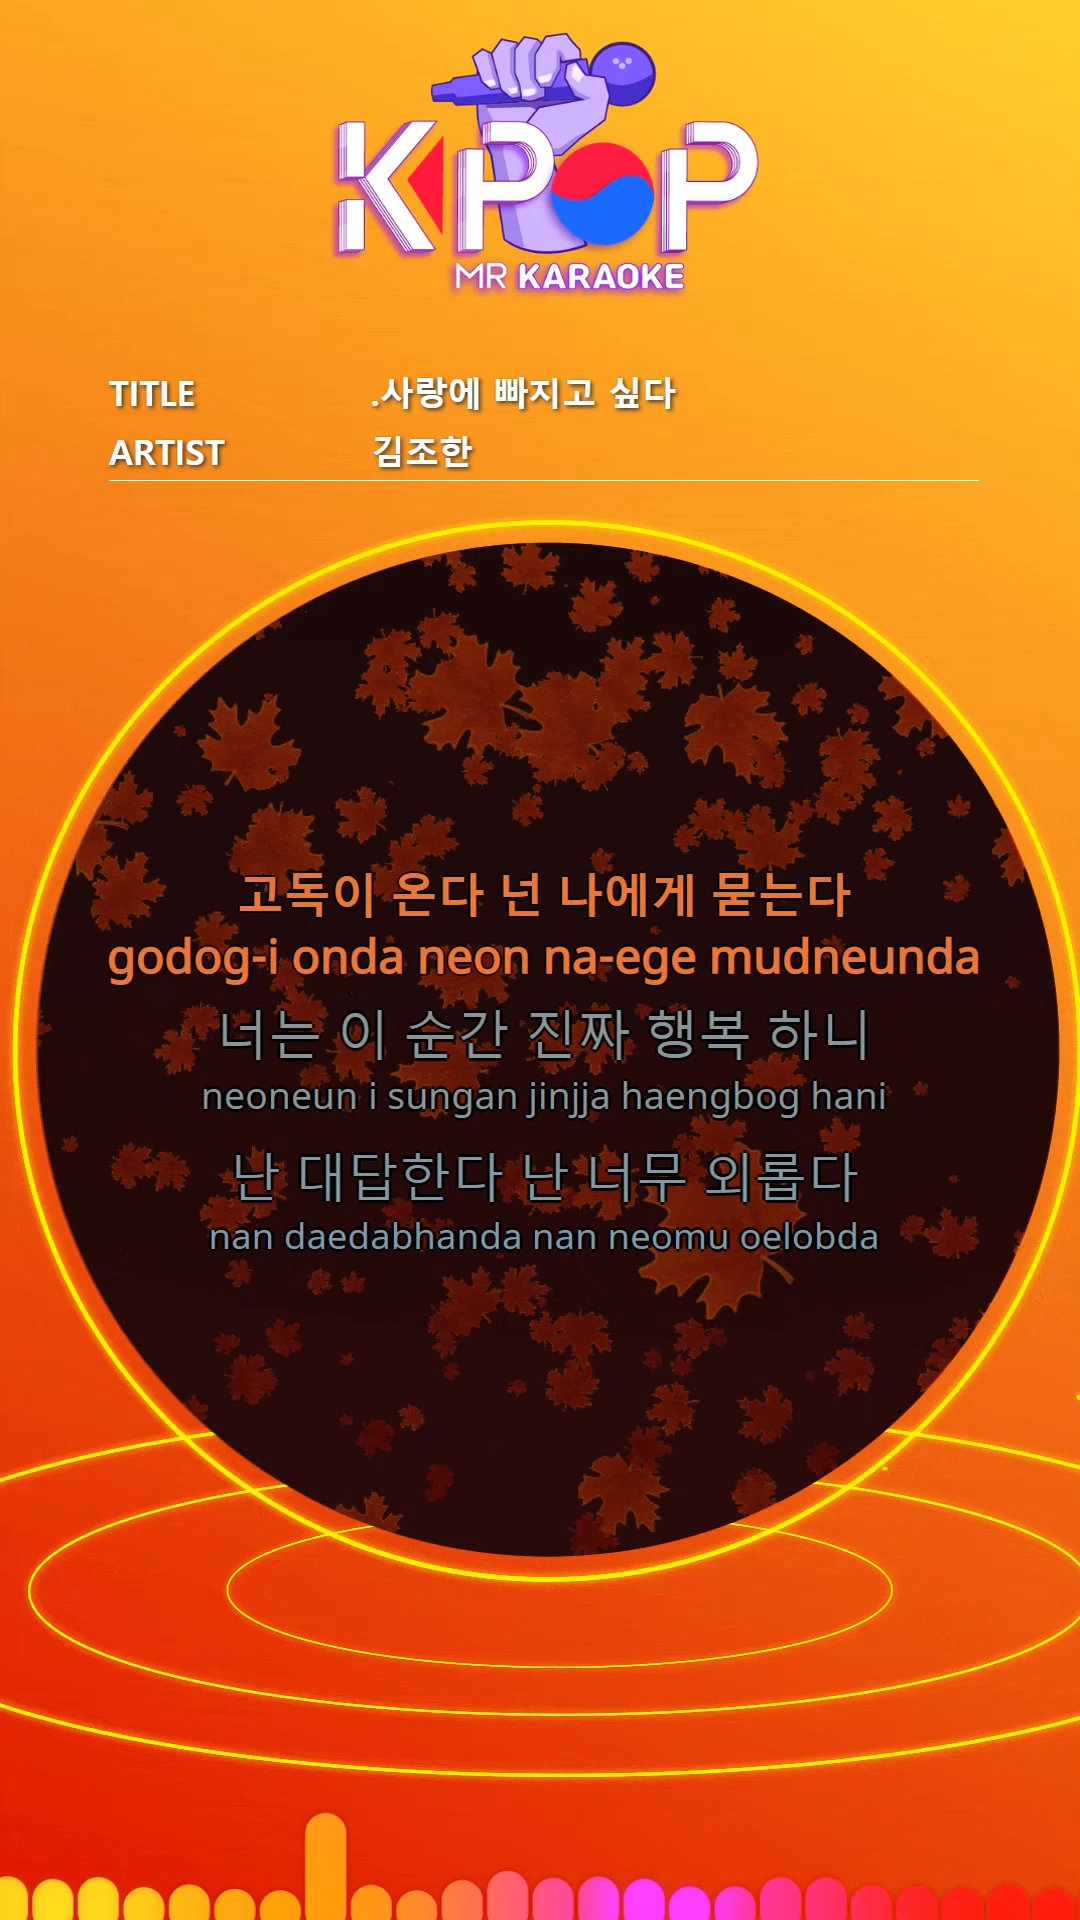 KPOP
MR KARAOKE
TITLE .사랑에 빠지고 싶다
ARTIST 김조한
고독이 온다 넌 나에게 묻는다
godog-i onda neon na-ege mudneunda
너는 이 순간 진짜 행복 하니
neoneun i sungan jinjja haengbog hani
난 대답한다 난 너무 외롭다
nan daedabhanda nan neomu oelobda